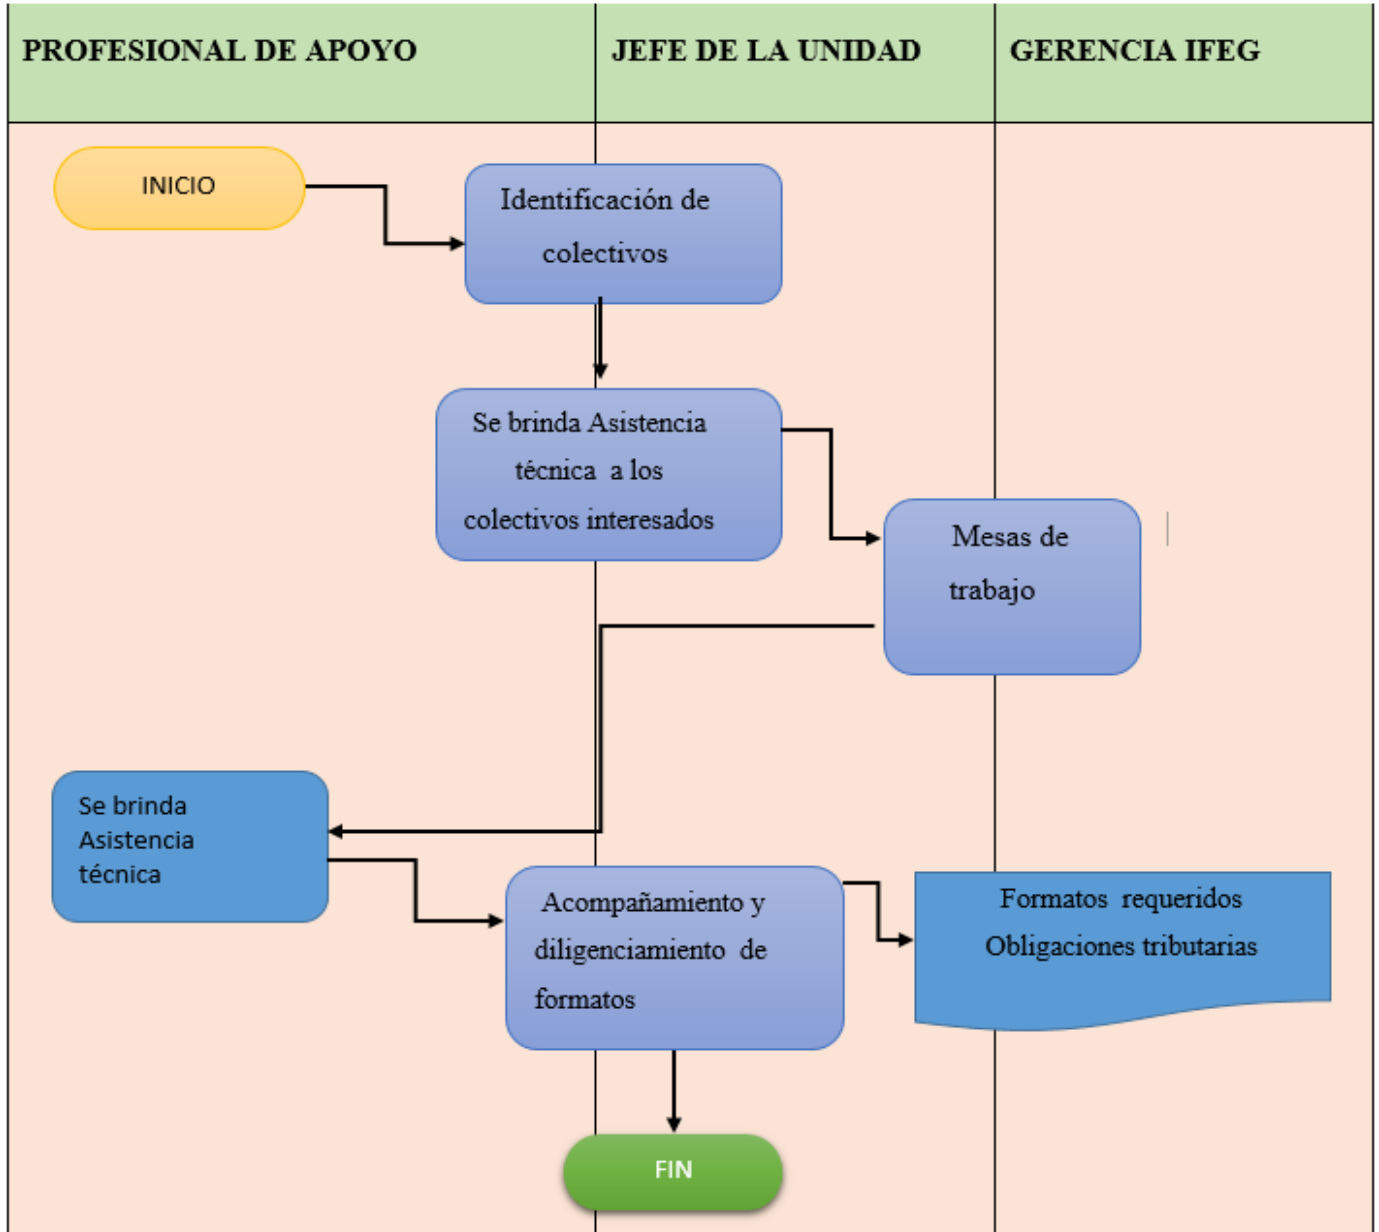 PROFESIONAL DE APOYO
JEFE DE LA UNIDAD
GERENCIA IFEG
INICIO
Identificación de
colectivos
Se brinda Asistencia
técnica a los
colectivos interesados
Mesas de
trabajo
Se brinda
Asistencia
técnica
Acompañamiento y
diligenciamiento de
formatos
Formatos requeridos
Obligaciones tributarias
FIN